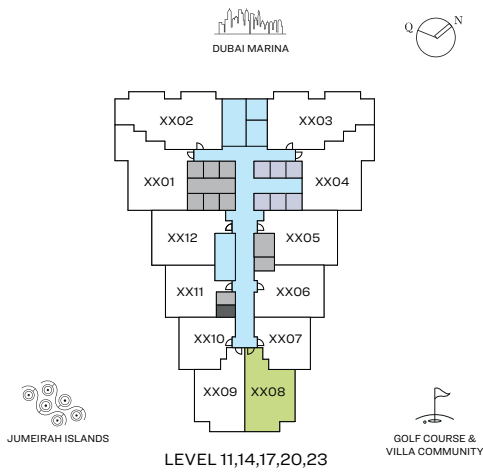 DUBAI MARINA
Q N
XX02 XX03
XX01 XX04
XX12 XX05
XX11 XX06
XX10 XX07
XX09 XX08
JUMEIRAH ISLANDS
GOLF COURSE &
VILLA COMMUNITY
LEVEL 11,14,17,20,23